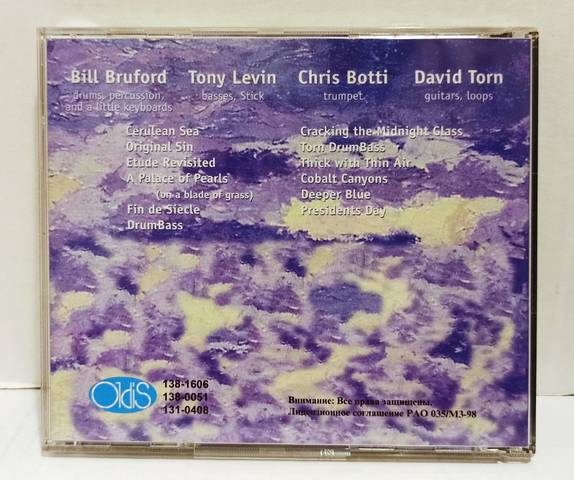 Bill Bruford Tony Levin Chris Botti David Torn
drums, percussion, basses, Stick trumpet guitars, loops
and a little keyboards
Cerulean Sea
Original Sin
Etude Revisited
A Palace of Pearls
(on a blade of grass)
Fin de Siècle
DrumBass
Cracking the Midnight Glass
Torn DrumBass
Thick with Thin Air
Cobalt Canyons
Deeper Blue
Presidents Day
OldiS
138-1606
138-0051
131-0408
Внимание: Все права защищены.
Лицензионное соглашение РАО 035/МЗ-98